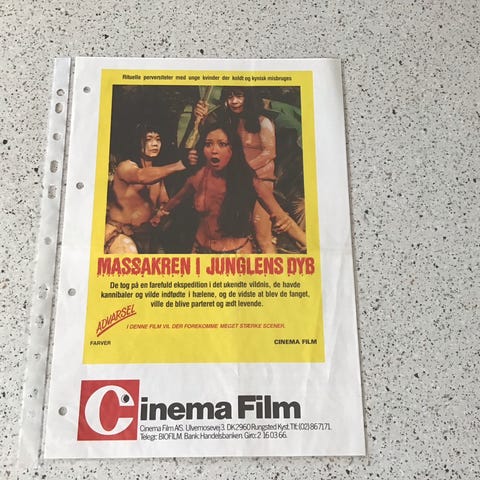 Rituelle perversiteter med unge kvinder der koldt og kynisk misbruges
MASSAKREN I JUNGLENS DYB
De tog på en farefuld ekspedition i det ukendte vildnis, de havde
kannibaler og vilde indfødte i hælene, og de vidste at blev de fanget,
ville de blive parteret og ædt levende.
ADVARSEL
I DENNE FILM VIL DER FOREKOMME MEGET STÆRKE SCENER.
FARVER
CINEMA FILM
Cinema Film
Cinema Film A/S. Ulvemosevej 3. DK2960 Rungsted Kyst. Tlf: (02) 867171.
Telegr: BIOFILM. Bank: Handelsbanken. Giro: 2 16 03 66.